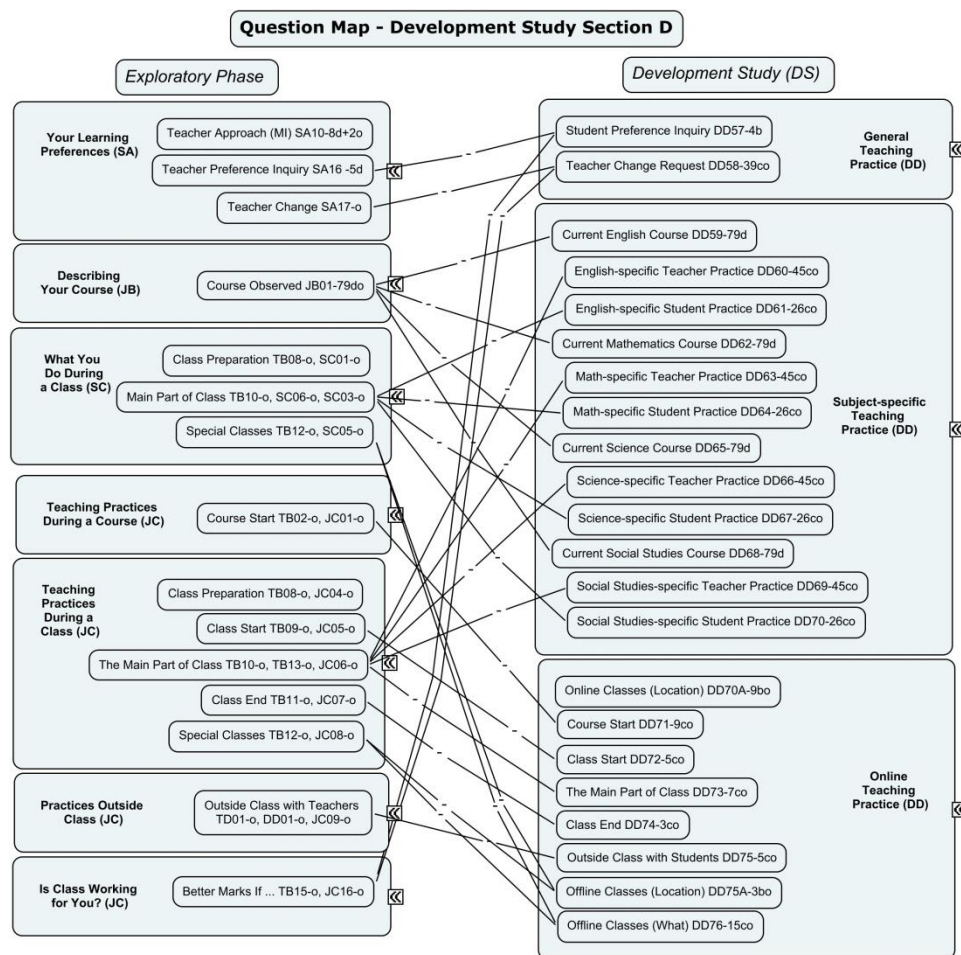 Question Map - Development Study Section D
Exploratory Phase
Your Learning
Preferences (SA)
Teacher Approach (MI) SA10-8d+2o
Teacher Preference Inquiry SA16 -5d
Teacher Change SA17-o
Describing
Your Course (JB)
Course Observed JB01-79do
What You
Do During
a Class (SC)
Class Preparation TB08-o, SC01-o
Main Part of Class TB10-o, SC06-o, SC03-o
Special Classes TB12-o, SC05-o
Teaching Practices
During a Course (JC)
Course Start TB02-o, JC01-o
Teaching
Practices
During a
Class (JC)
Class Preparation TB08-o, JC04-o
Class Start TB09-o, JC05-o
The Main Part of Class TB10-o, TB13-o, JC06-o
Class End TB11-o, JC07-o
Special Classes TB12-o, JC08-o
Practices Outside
Class (JC)
Outside Class with Teachers
TD01-o, DD01-o, JC09-o
Is Class Working
for You? (JC)
Better Marks If ... TB15-o, JC16-o
Development Study (DS)
Student Preference Inquiry DD57-4b
Teacher Change Request DD58-39co
General
Teaching
Practice (DD)
Current English Course DD59-79d
English-specific Teacher Practice DD60-45co
English-specific Student Practice DD61-26co
Current Mathematics Course DD62-79d
Math-specific Teacher Practice DD63-45co
Math-specific Student Practice DD64-26co
Current Science Course DD65-79d
Science-specific Teacher Practice DD66-45co
Science-specific Student Practice DD67-26co
Current Social Studies Course DD68-79d
Social Studies-specific Teacher Practice DD69-45co
Social Studies-specific Student Practice DD70-26co
Subject-specific
Teaching
Practice (DD)
Online Classes (Location) DD70A-9bo
Course Start DD71-9co
Class Start DD72-5co
The Main Part of Class DD73-7co
Class End DD74-3co
Outside Class with Students DD75-5co
Offline Classes (Location) DD75A-3bo
Offline Classes (What) DD76-15co
Online
Teaching
Practice (DD)